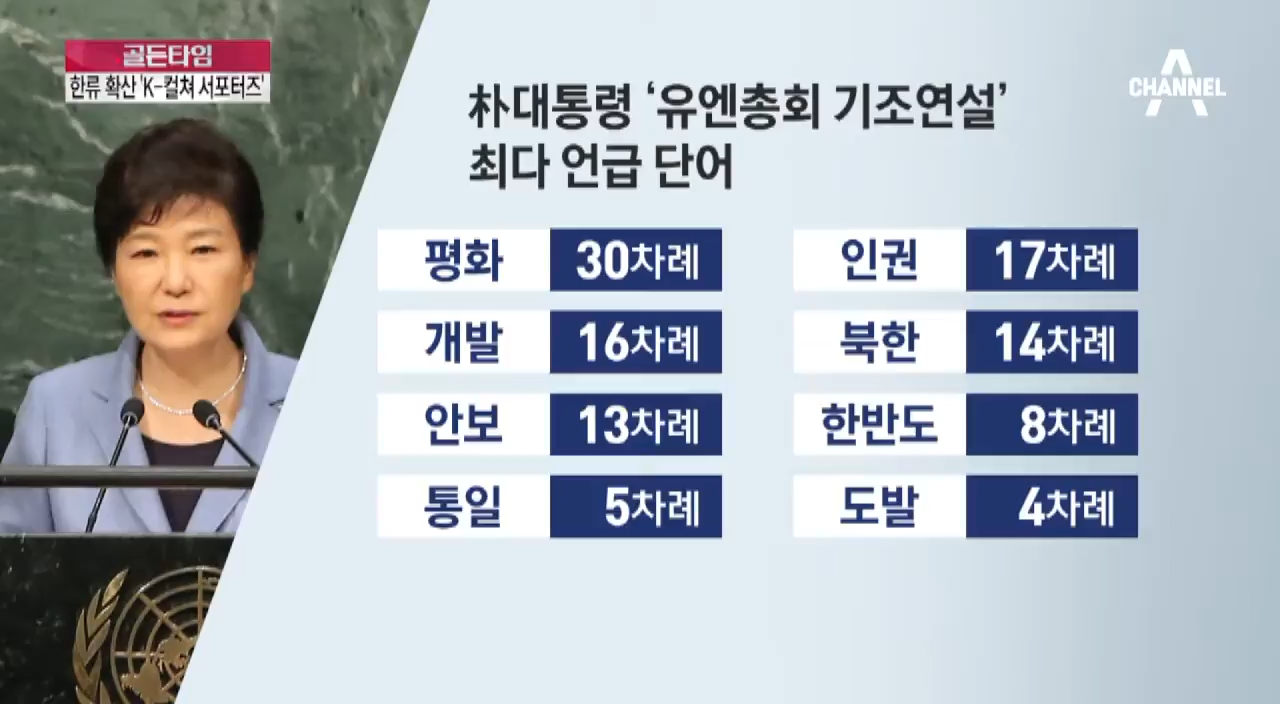 골든타임
한류 확산 'K-컬쳐 서포터즈'
CHANNEL A
朴대통령 ‘유엔총회 기조연설’
최다 언급 단어
평화 30차례 인권 17차례
개발 16차례 북한 14차례
안보 13차례 한반도 8차례
통일 5차례 도발 4차례